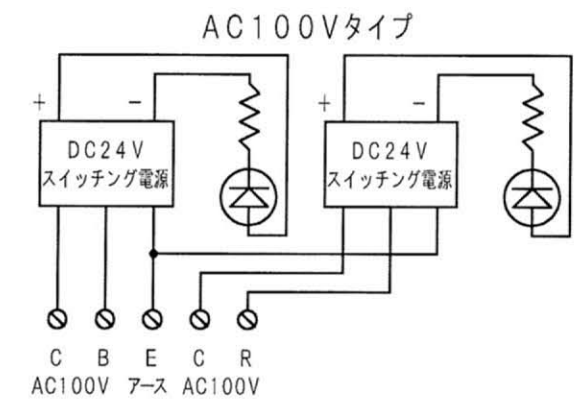 AC100Vタイプ
+ − + −
DC24V DC24V
スイッチング電源 スイッチング電源
C B E C R
AC100V アース AC100V